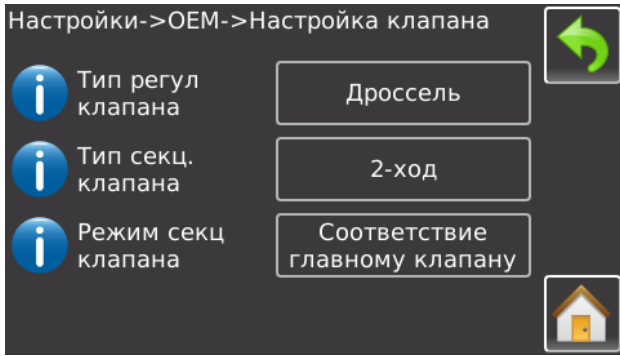 Настройки->OEM->Настройка клапана
Тип регул
клапана
Дроссель
Тип секц.
клапана
2-ход
Режим секц
клапана
Соответствие
главному клапану